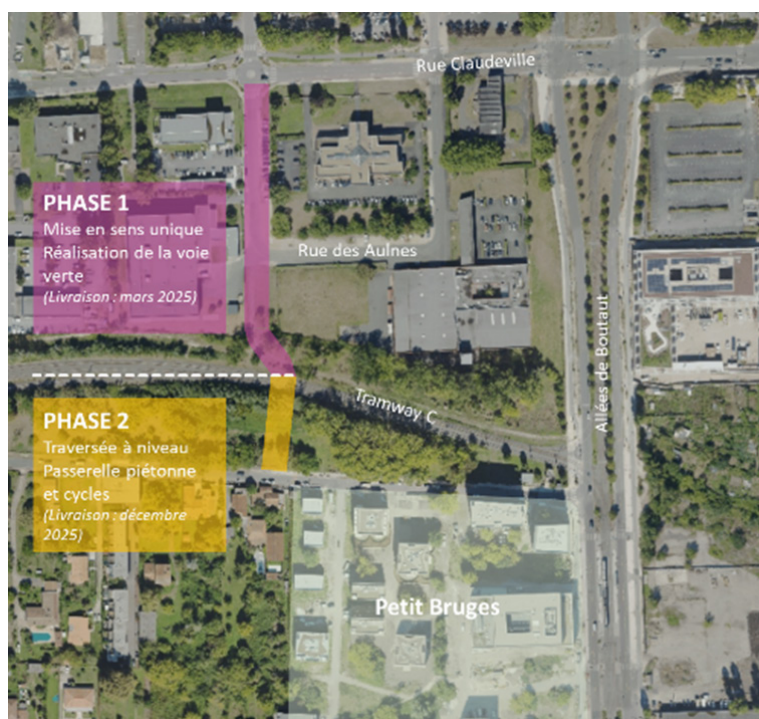 Rue Claudeville
PHASE 1
Mise en sens unique
Réalisation de la voie
verte
(Livraison : mars 2025)
Rue des Aulnes
Allées de Boutaut
Tramway C
PHASE 2
Traversée à niveau
Passerelle piétonne
et cycles
(Livraison : décembre
2025)
Petit Bruges